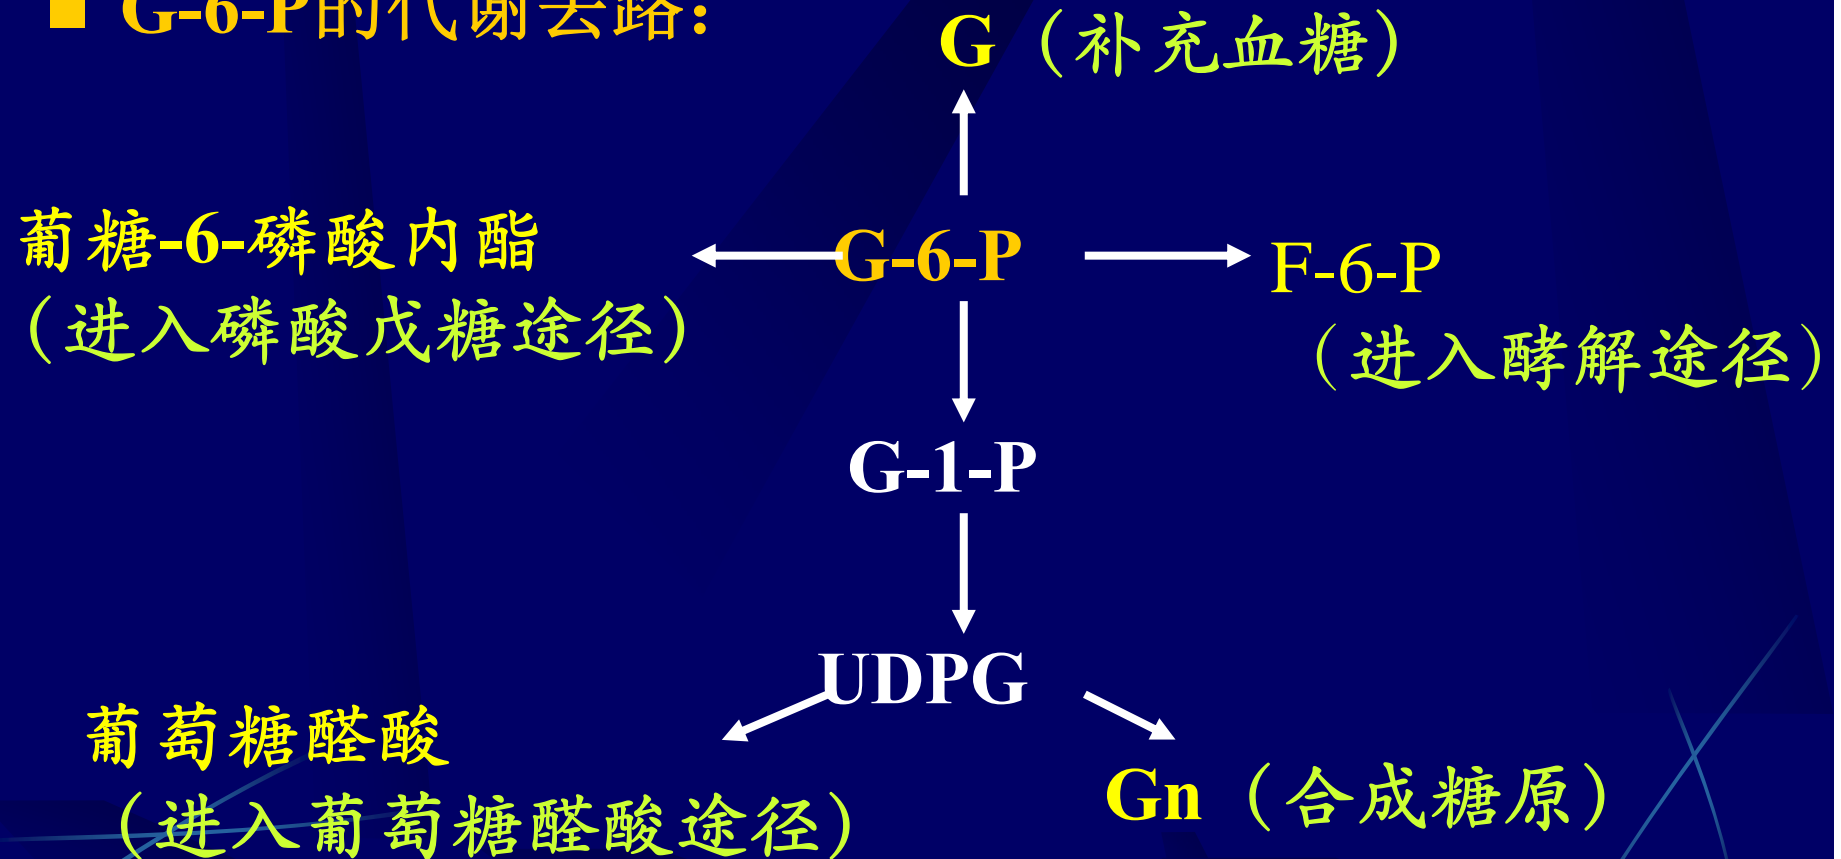 G-6-P的代谢去路:
G（补充血糖）
葡糖-6-磷酸内酯
（进入磷酸戊糖途径）
G-6-P
F-6-P
（进入酵解途径）
G-1-P
UDPG
葡萄糖醛酸
（进入葡萄糖醛酸途径）
Gn（合成糖原）